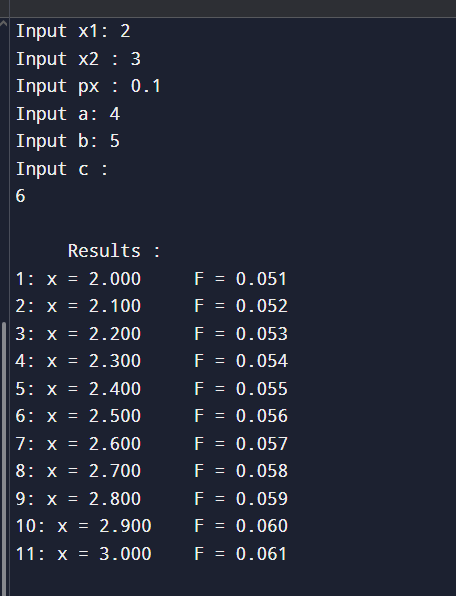 Input x1: 2
Input x2 : 3
Input px : 0.1
Input a: 4
Input b: 5
Input c :
6
Results :
1: x = 2.000 F = 0.051
2: x = 2.100 F = 0.052
3: x = 2.200 F = 0.053
4: x = 2.300 F = 0.054
5: x = 2.400 F = 0.055
6: x = 2.500 F = 0.056
7: x = 2.600 F = 0.057
8: x = 2.700 F = 0.058
9: x = 2.800 F = 0.059
10: x = 2.900 F = 0.060
11: x = 3.000 F = 0.061